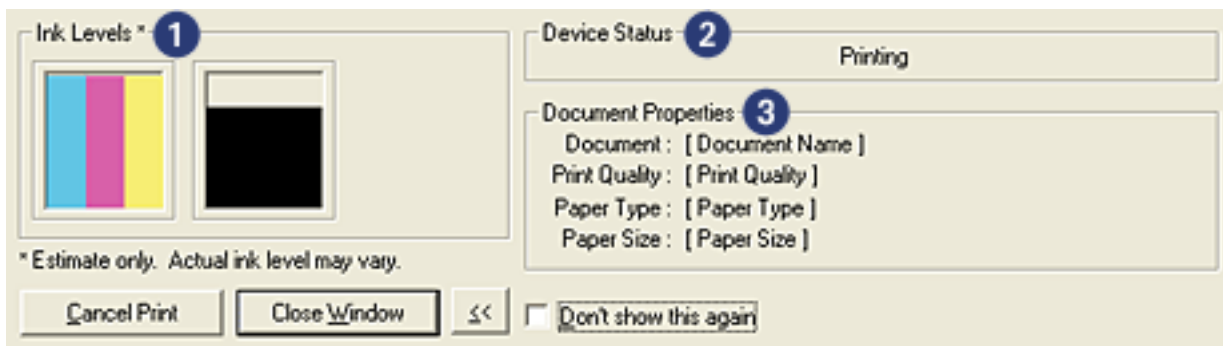 Ink Levels * 1
Device Status 2
Printing
Document Properties 3
Document : [ Document Name ]
Print Quality : [ Print Quality ]
Paper Type : [ Paper Type ]
Paper Size : [ Paper Size ]
* Estimate only. Actual ink level may vary.
Cancel Print Close Window << Don't show this again